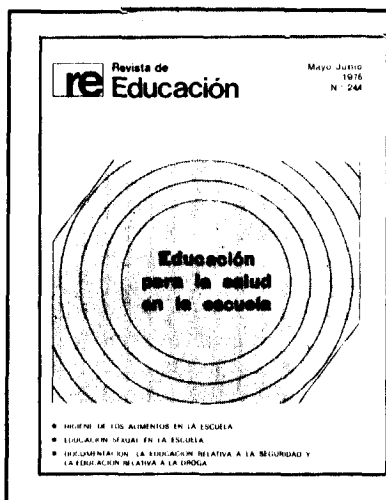 re
Revista de
Educación
Mayo-Junio
1976
N.º 244
Educación
para la salud
en la escuela
● HIGIENE DE LOS ALIMENTOS EN LA ESCUELA
● EDUCACION SEXUAL EN LA ESCUELA
● DOCUMENTACION: LA EDUCACION RELATIVA A LA SEGURIDAD Y
LA EDUCACION RELATIVA A LA DROGA